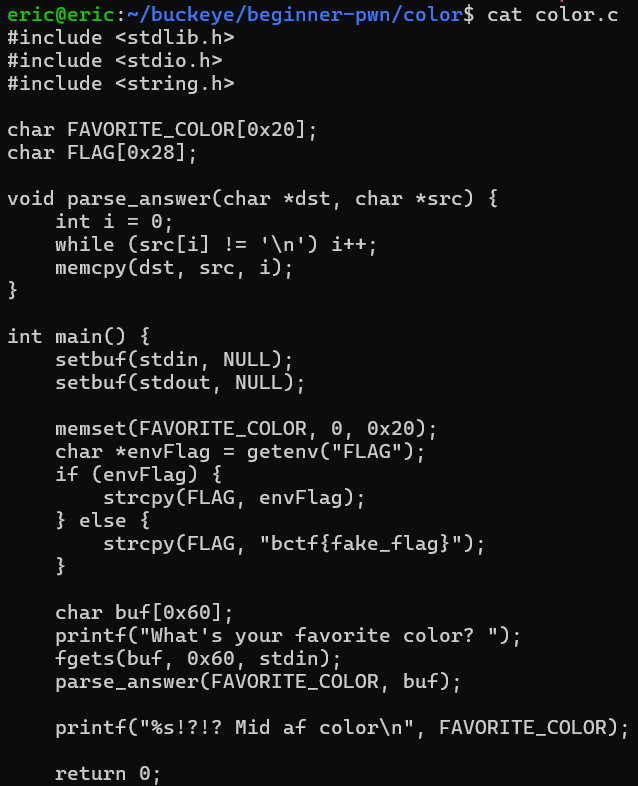 eric@eric:~/buckeye/beginner-pwn/color$ cat color.c
#include <stdlib.h>
#include <stdio.h>
#include <string.h>

char FAVORITE_COLOR[0x20];
char FLAG[0x28];

void parse_answer(char *dst, char *src) {
    int i = 0;
    while (src[i] != '\n') i++;
    memcpy(dst, src, i);
}

int main() {
    setbuf(stdin, NULL);
    setbuf(stdout, NULL);

    memset(FAVORITE_COLOR, 0, 0x20);
    char *envFlag = getenv("FLAG");
    if (envFlag) {
        strcpy(FLAG, envFlag);
    } else {
        strcpy(FLAG, "bctf{fake_flag}");
    }

    char buf[0x60];
    printf("What's your favorite color? ");
    fgets(buf, 0x60, stdin);
    parse_answer(FAVORITE_COLOR, buf);

    printf("%s!?!? Mid af color\n", FAVORITE_COLOR);

    return 0;